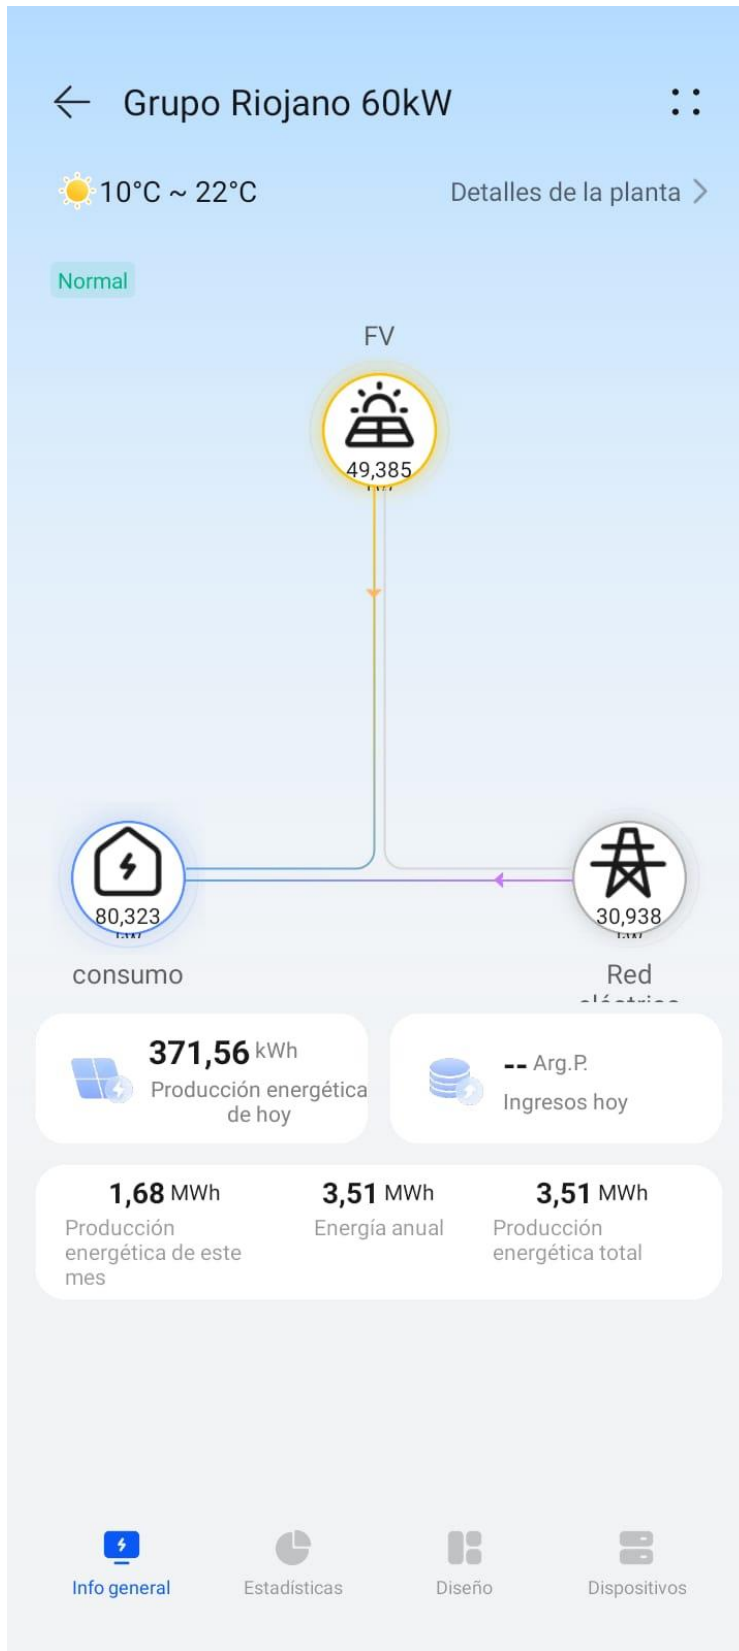 Grupo Riojano 60kW
10°C ~ 22°C
Detalles de la planta
Normal
FV
49,385
80,323
30,938
consumo
Red
371,56 kWh
Producción energética
de hoy
-- Arg.P.
Ingresos hoy
1,68 MWh
Producción
energética de este
mes
3,51 MWh
Energía anual
3,51 MWh
Producción
energética total
Info general
Estadísticas
Diseño
Dispositivos